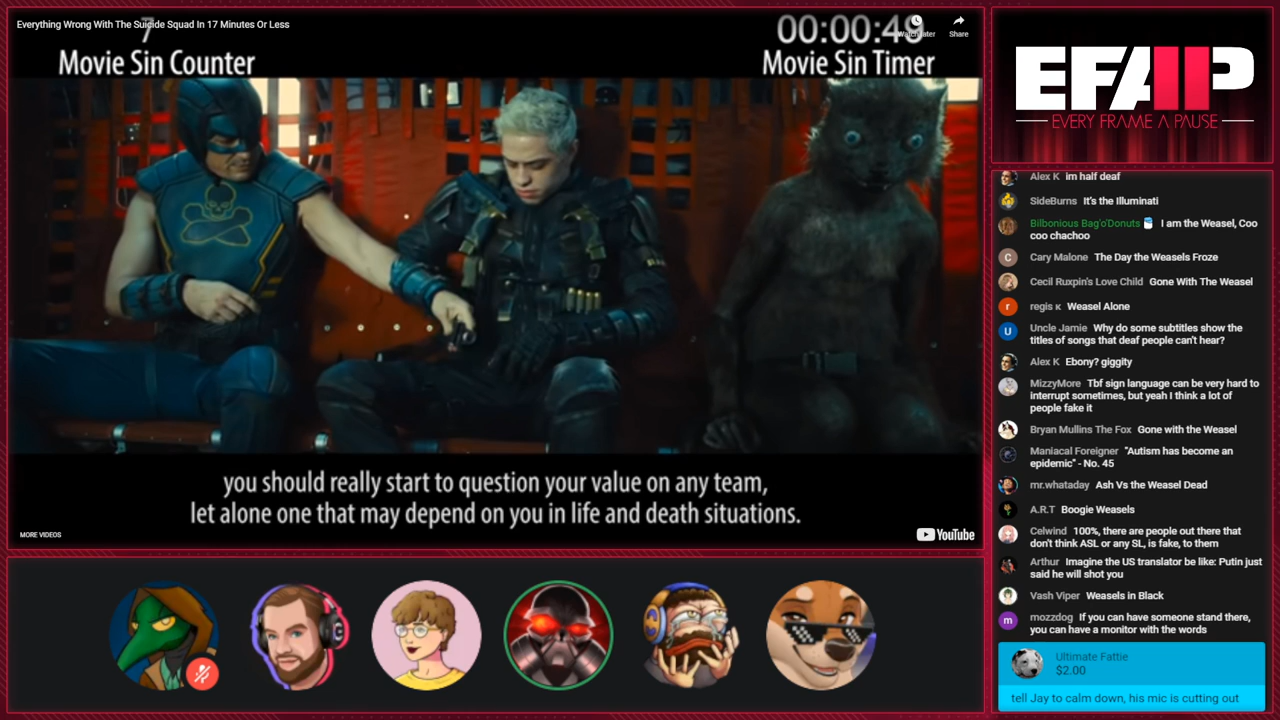 Everything Wrong With The Suicide Squad In 17 Minutes Or Less
7
Movie Sin Counter
00:00:49
Movie Sin Timer
Watch later
Share
you should really start to question your value on any team,
let alone one that may depend on you in life and death situations.
MORE VIDEOS
YouTube
EFAP
EVERY FRAME A PAUSE
Alex K im half deaf
SideBurns It's the Illuminati
Bilbonious Bag'o'Donuts I am the Weasel, Coo
coo chachoo
C
Cary Malone The Day the Weasels Froze
Cecil Ruxpin's Love Child Gone With The Weasel
r
regis ĸ Weasel Alone
U
Uncle Jamie Why do some subtitles show the
titles of songs that deaf people can't hear?
Alex K Ebony? giggity
MizzyMore Tbf sign language can be very hard to
interrupt sometimes, but yeah I think a lot of
people fake it
Bryan Mullins The Fox Gone with the Weasel
Maniacal Foreigner "Autism has become an
epidemic" - No. 45
mr.whataday Ash Vs the Weasel Dead
A.R.T Boogie Weasels
Celwind 100%, there are people out there that
don't think ASL or any SL, is fake, to them
Arthur Imagine the US translator be like: Putin just
said he will shot you
Vash Viper Weasels in Black
m
mozzdog If you can have someone stand there,
you can have a monitor with the words
Ultimate Fattie
$2.00
tell Jay to calm down, his mic is cutting out